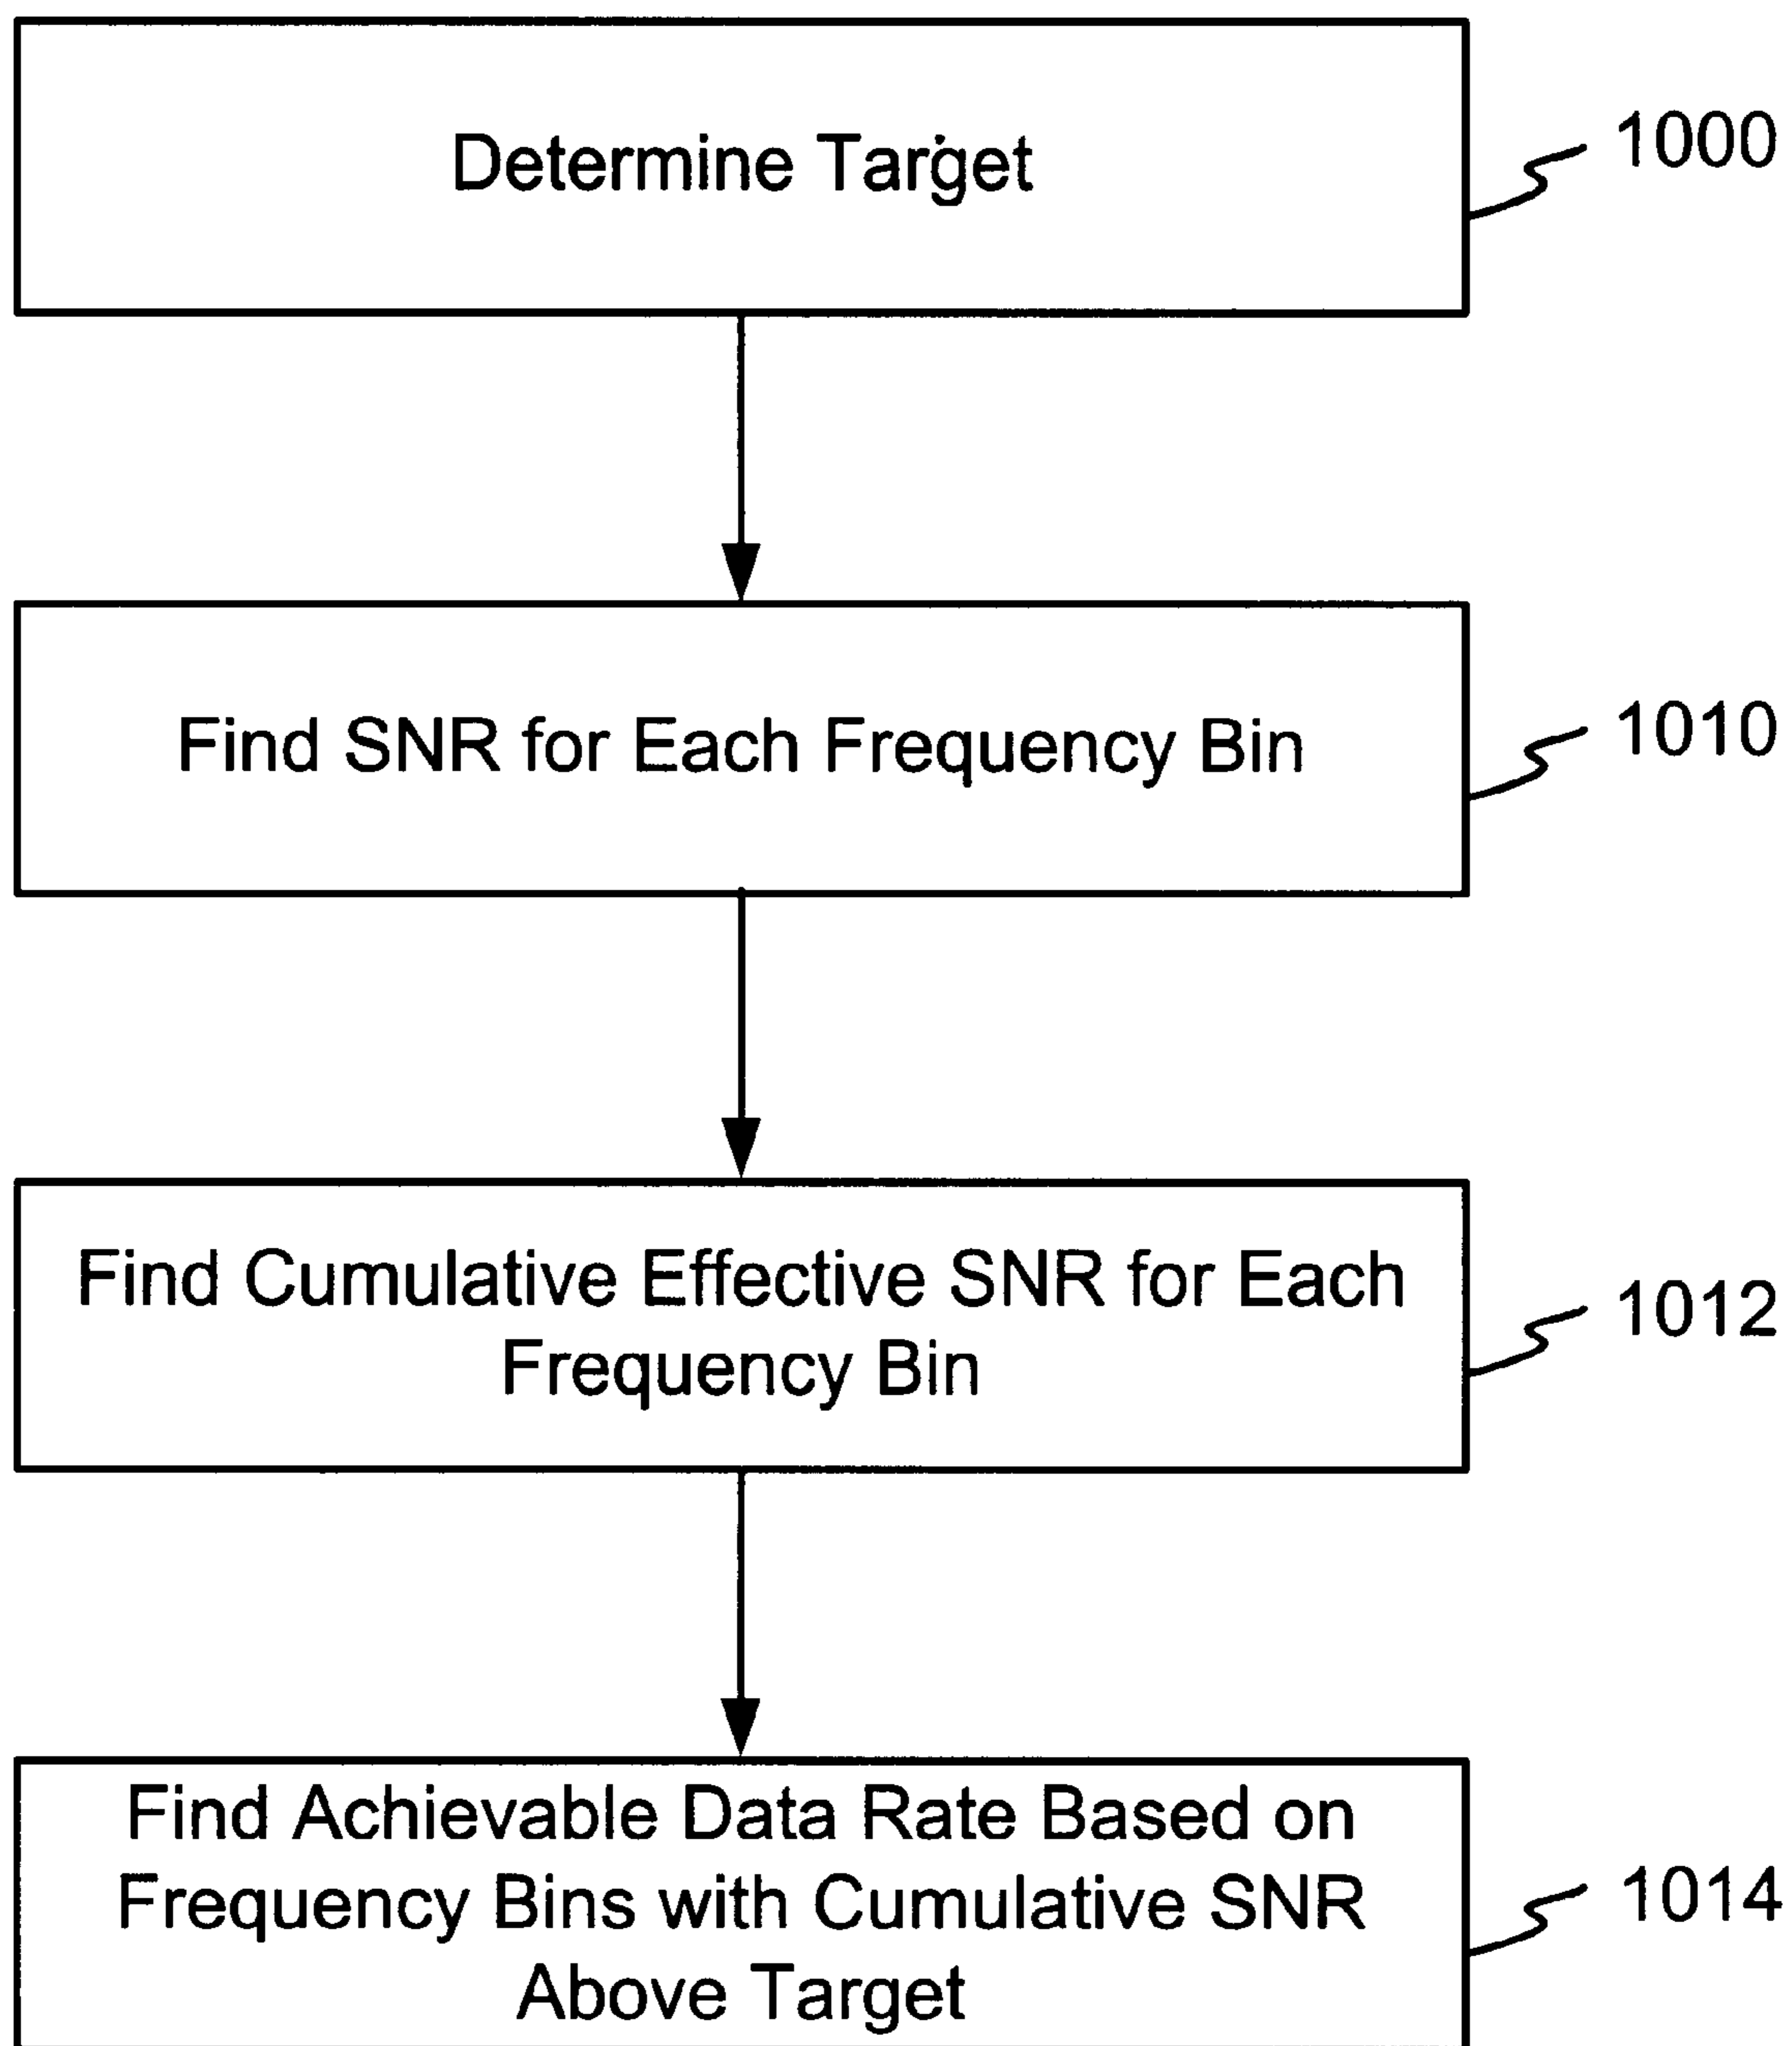 Determine Target
1000
Find SNR for Each Frequency Bin
1010
Find Cumulative Effective SNR for Each
Frequency Bin
1012
Find Achievable Data Rate Based on
Frequency Bins with Cumulative SNR
Above Target
1014